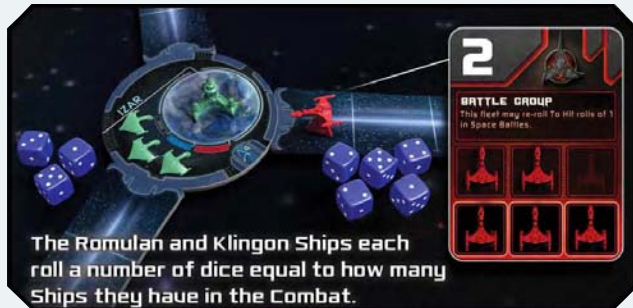 2
IZAR
BATTLE GROUP
This fleet may re-roll To Hit rolls of 1
in Space Battles.
The Romulan and Klingon Ships each
roll a number of dice equal to how many
Ships they have in the Combat.